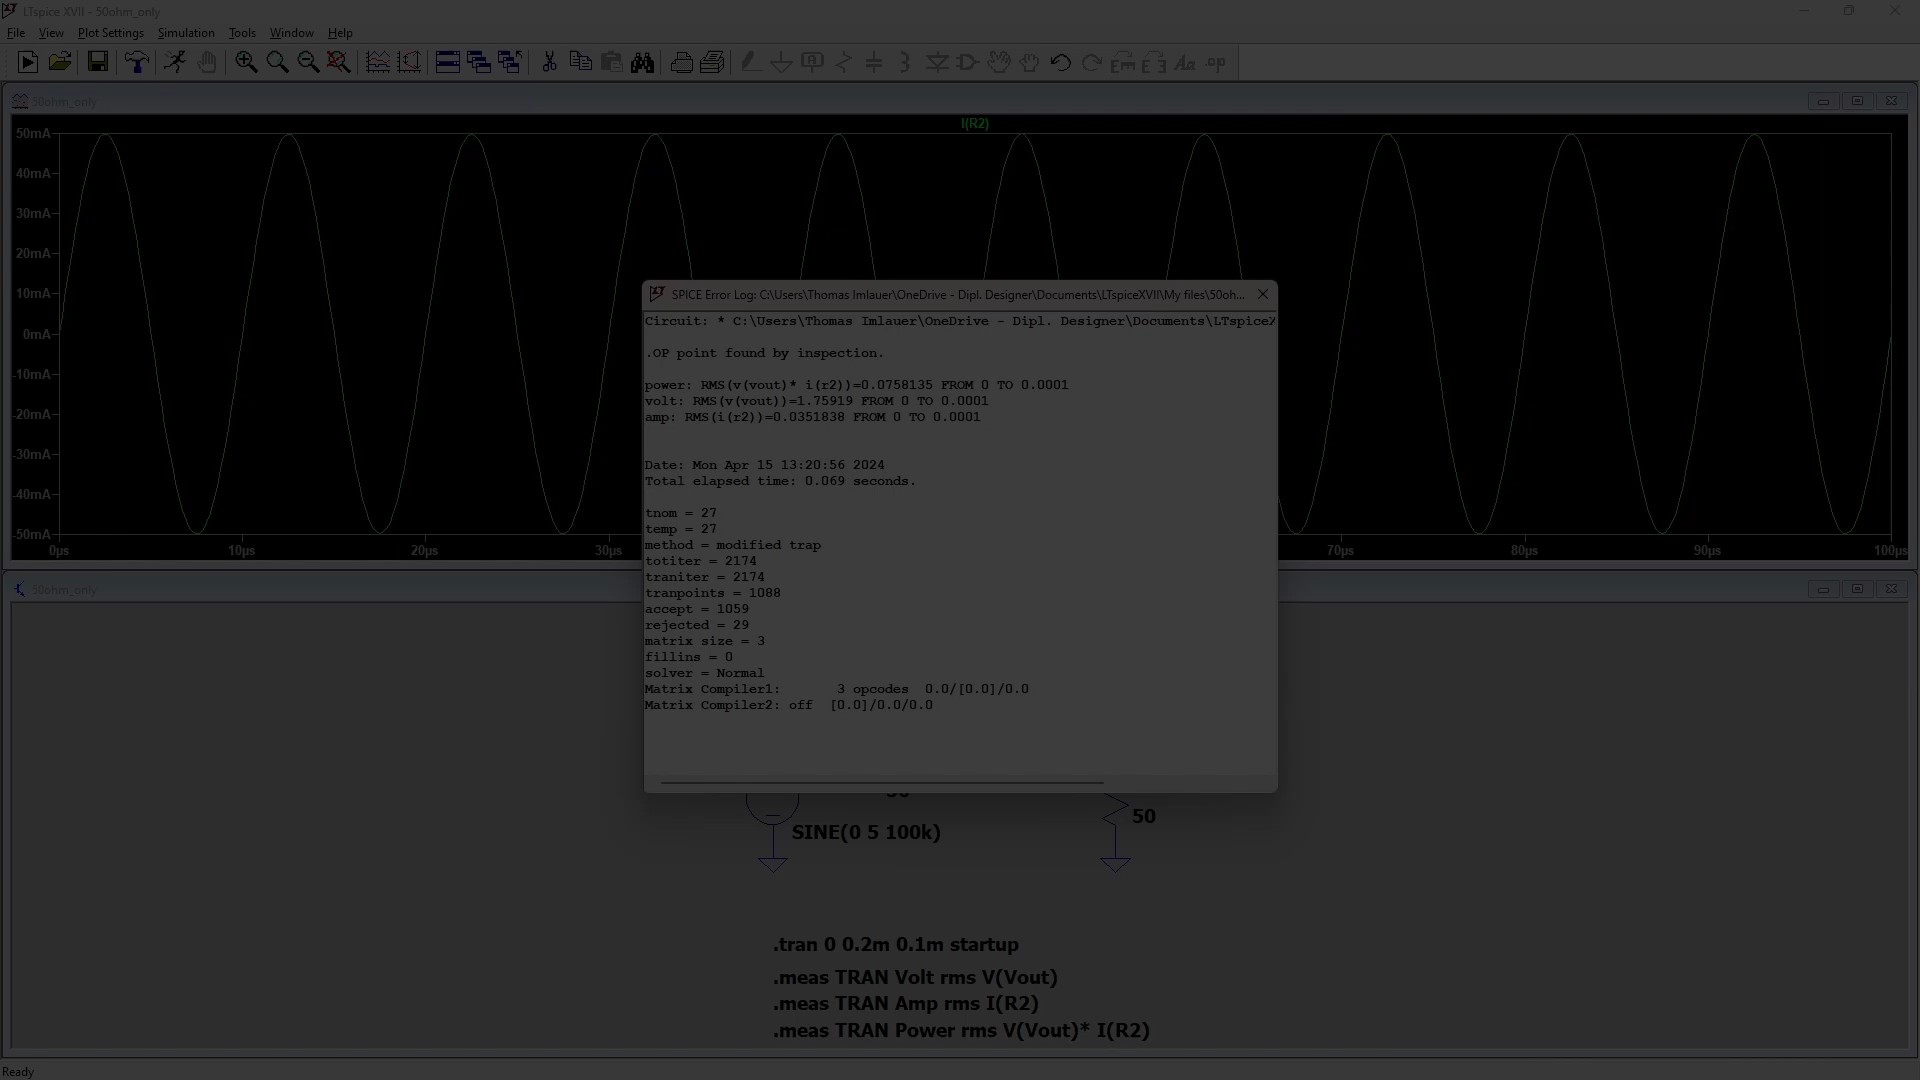 LTspice XVII - 50ohm_only
File View Plot Settings Simulation Tools Window Help
Aa .op
50ohm_only
I(R2)
50mA
40mA
30mA
20mA
10mA
0mA
-10mA
-20mA
-30mA
-40mA
-50mA
0µs 10µs 20µs 30µs 70µs 80µs 90µs 100µs
SPICE Error Log: C:\Users\Thomas Imlauer\OneDrive - Dipl. Designer\Documents\LTspiceXVII\My files\50oh...
Circuit: * C:\Users\Thomas Imlauer\OneDrive - Dipl. Designer\Documents\LTspiceX
.OP point found by inspection.
power: RMS(v(vout)* i(r2))=0.0758135 FROM 0 TO 0.0001
volt: RMS(v(vout))=1.75919 FROM 0 TO 0.0001
amp: RMS(i(r2))=0.0351838 FROM 0 TO 0.0001
Date: Mon Apr 15 13:20:56 2024
Total elapsed time: 0.069 seconds.
tnom = 27
temp = 27
method = modified trap
totiter = 2174
traniter = 2174
tranpoints = 1088
accept = 1059
rejected = 29
matrix size = 3
fillins = 0
solver = Normal
Matrix Compiler1: 3 opcodes 0.0/[0.0]/0.0
Matrix Compiler2: off [0.0]/0.0/0.0
50ohm_only
50
SINE(0 5 100k)
.tran 0 0.2m 0.1m startup
.meas TRAN Volt rms V(Vout)
.meas TRAN Amp rms I(R2)
.meas TRAN Power rms V(Vout)* I(R2)
Ready